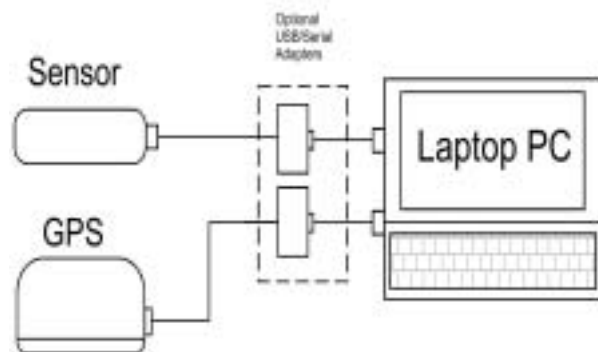 Optional
USB/Serial
Adapters
Sensor
Laptop PC
GPS